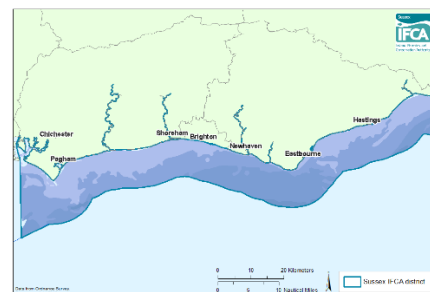 Sussex
IFCA
Chichester
Pagham
Shoreham
Brighton
Newhaven
Eastbourne
Hastings
0 10 20 Kilometers
0 5 10 Nautical Miles
Sussex IFCA district